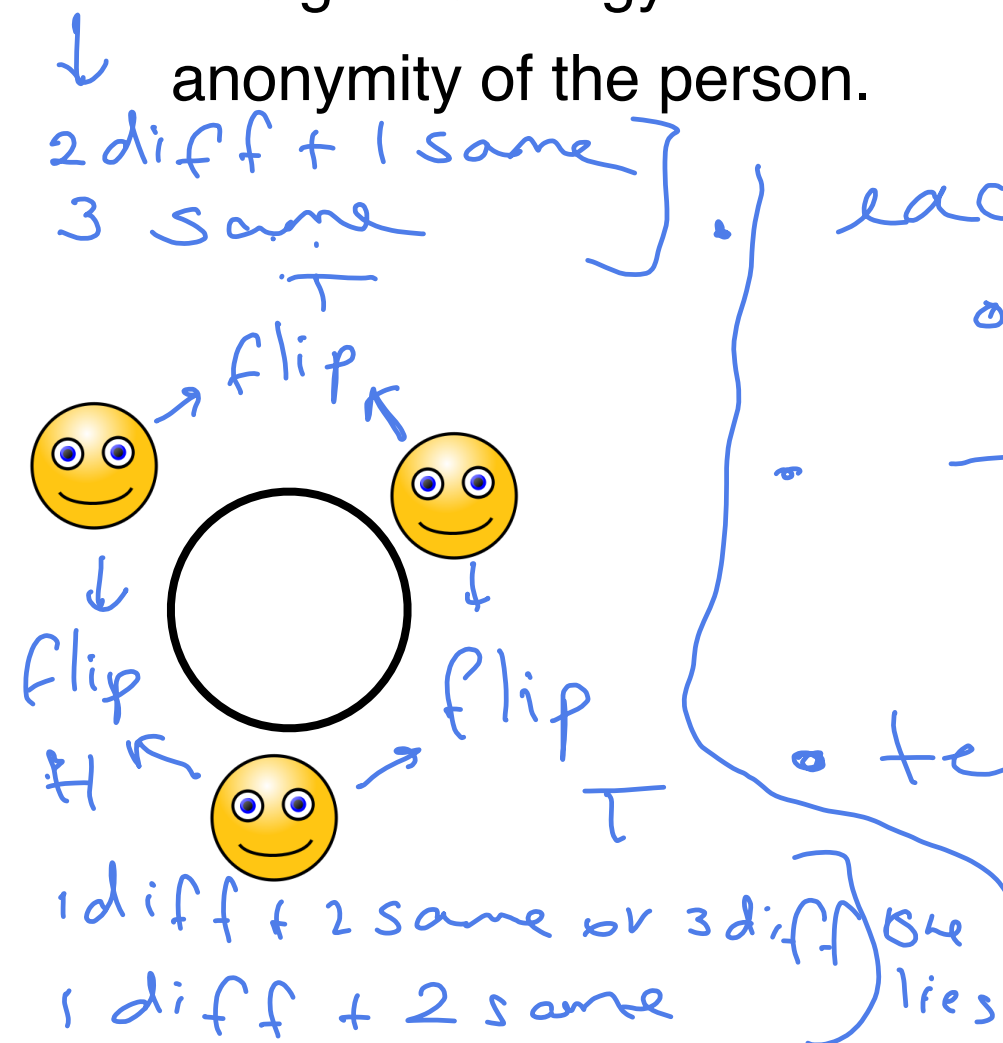 anonymity of the person.
2 diff + 1 same
3 same
T
flip
flip
flip
H
T
1 diff + 2 same or 3 diff one
lies
1 diff + 2 same